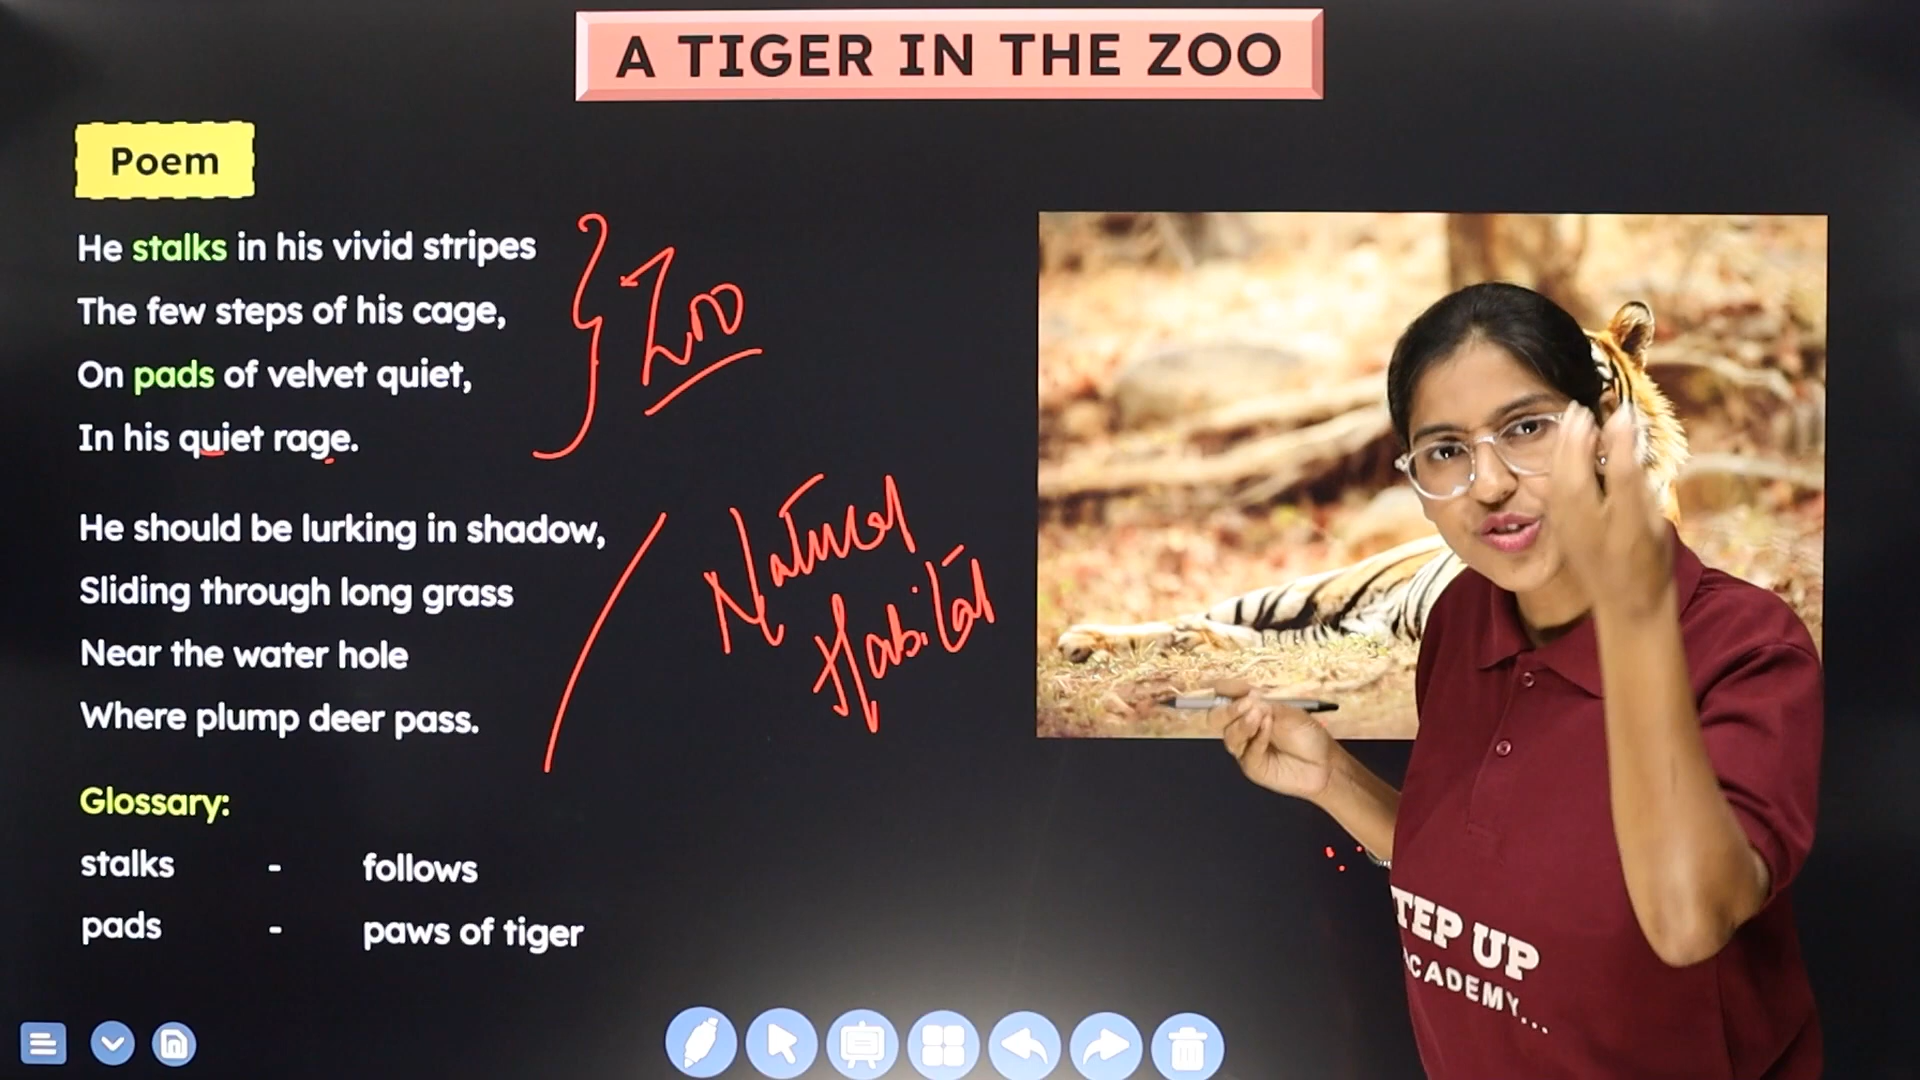 A TIGER IN THE ZOO
Poem
He stalks in his vivid stripes
The few steps of his cage,
On pads of velvet quiet,
In his quiet rage.
Zoo
He should be lurking in shadow,
Sliding through long grass
Near the water hole
Where plump deer pass.
Natural
Habitat
Glossary:
stalks - follows
pads - paws of tiger
TEP UP
CADEMY...